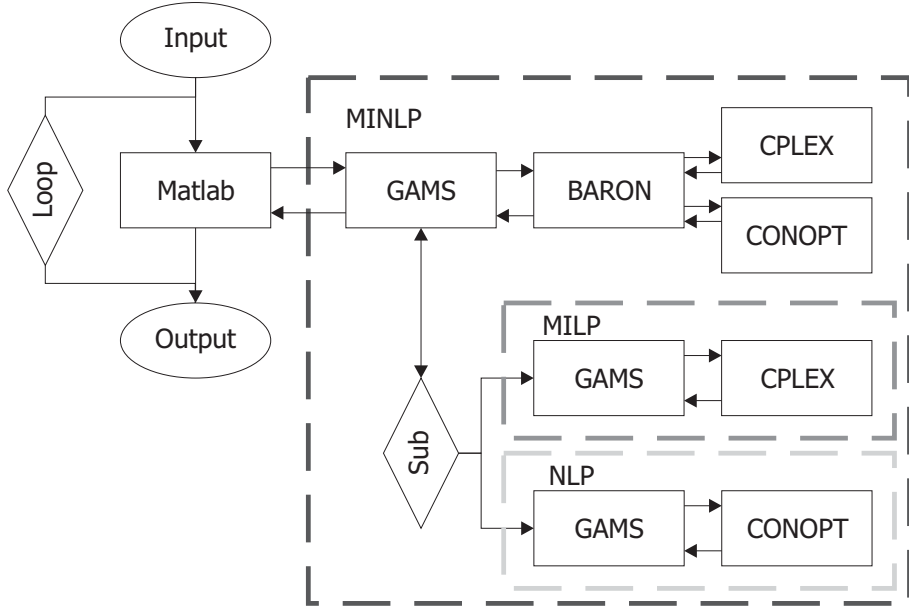 Input
MINLP
CPLEX
Loop
Matlab
GAMS
BARON
CONOPT
Output
MILP
GAMS
CPLEX
Sub
NLP
GAMS
CONOPT